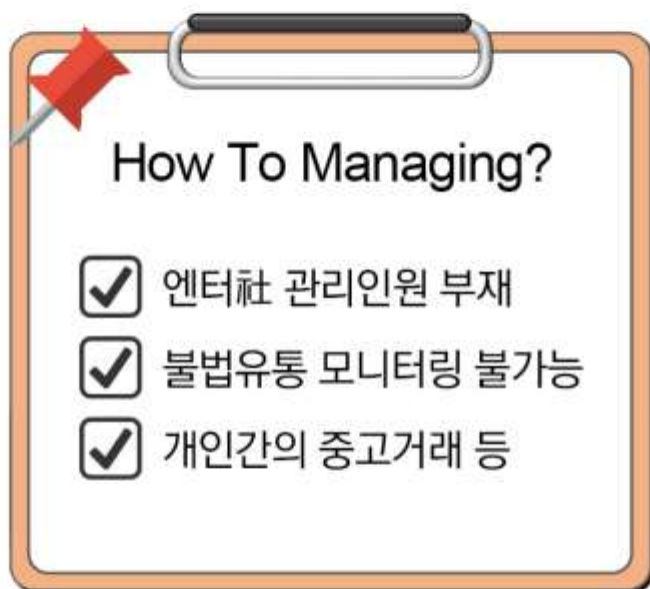 How To Managing?
엔터社 관리인원 부재
불법유통 모니터링 불가능
개인간의 중고거래 등